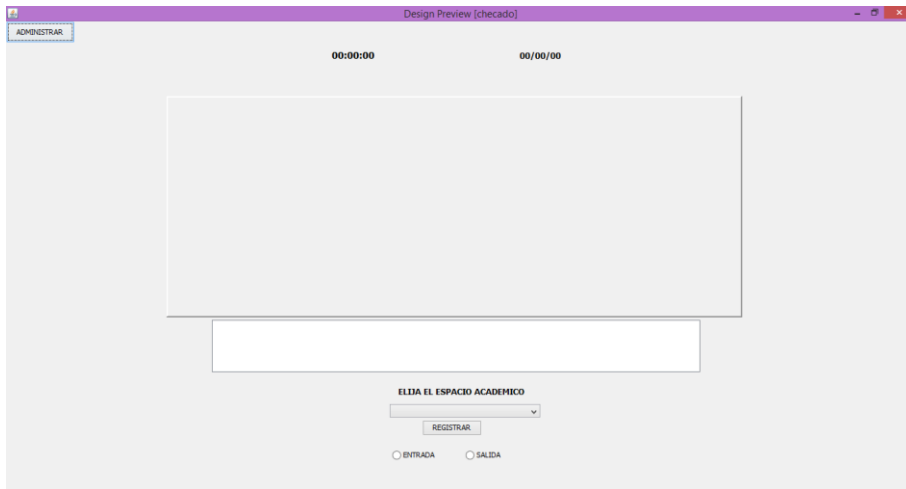 Design Preview [checado]
ADMINISTRAR
00:00:00 00/00/00
ELIJA EL ESPACIO ACADEMICO
REGISTRAR
ENTRADA SALIDA